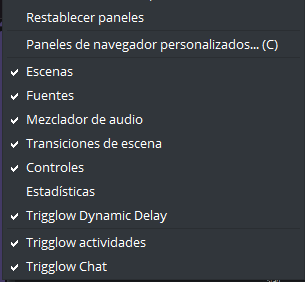 Restablecer paneles
Paneles de navegador personalizados... (C)
Escenas
Fuentes
Mezclador de audio
Transiciones de escena
Controles
Estadísticas
Trigglow Dynamic Delay
Trigglow actividades
Trigglow Chat